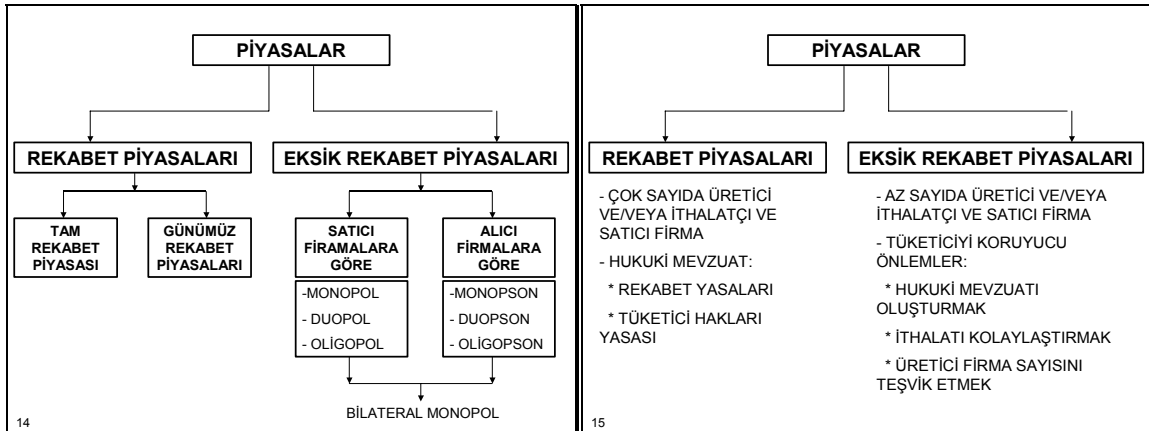 PİYASALAR
REKABET PİYASALARI
EKSİK REKABET PİYASALARI
TAM
REKABET
PİYASASI
GÜNÜMÜZ
REKABET
PİYASALARI
SATICI
FİRAMALARA
GÖRE
ALICI
FİRMALARA
GÖRE
-MONOPOL
- DUOPOL
- OLİGOPOL
-MONOPSON
- DUOPSON
- OLİGOPSON
BİLATERAL MONOPOL
14
PİYASALAR
REKABET PİYASALARI
EKSİK REKABET PİYASALARI
- ÇOK SAYIDA ÜRETİCİ
VE/VEYA İTHALATÇI VE
SATICI FİRMA
- HUKUKİ MEVZUAT:
* REKABET YASALARI
* TÜKETİCİ HAKLARI
YASASI
- AZ SAYIDA ÜRETİCİ VE/VEYA
İTHALATÇI VE SATICI FİRMA
- TÜKETİCİYİ KORUYUCU
ÖNLEMLER:
* HUKUKİ MEVZUATI
OLUŞTURMAK
* İTHALATI KOLAYLAŞTIRMAK
* ÜRETİCİ FİRMA SAYISINI
TEŞVİK ETMEK
15